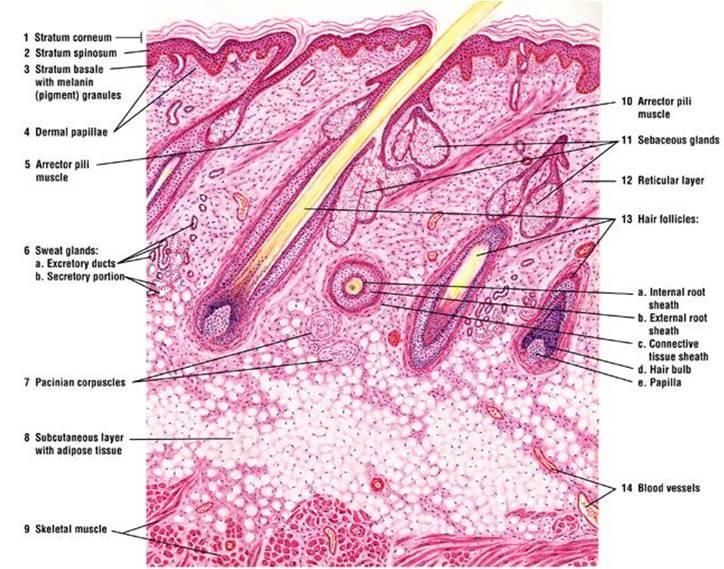 1 Stratum corneum
2 Stratum spinosum
3 Stratum basale
with melanin
(pigment) granules
4 Dermal papillae
5 Arrector pili
muscle
6 Sweat glands:
a. Excretory ducts
b. Secretory portion
7 Pacinian corpuscles
8 Subcutaneous layer
with adipose tissue
9 Skeletal muscle
10 Arrector pili
muscle
11 Sebaceous glands
12 Reticular layer
13 Hair follicles:
a. Internal root
sheath
b. External root
sheath
c. Connective
tissue sheath
d. Hair bulb
e. Papilla
14 Blood vessels